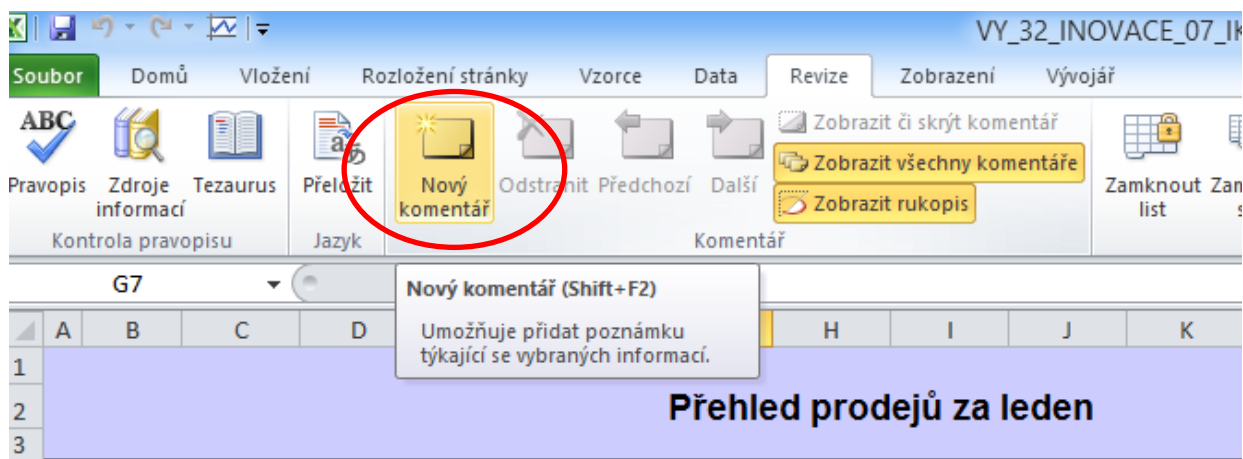 VY_32_INOVACE_07_IK
Soubor Domů Vložení Rozložení stránky Vzorce Data Revize Zobrazení Vývojář
ABC
Pravopis
Zdroje
informací
Tezaurus
Přeložit
Nový
komentář
Odstranit Předchozí Další
Zobrazit či skrýt komentář
Zobrazit všechny komentáře
Zobrazit rukopis
Zamknout
list
Zam
s
Kontrola pravopisu Jazyk Komentář
G7
Nový komentář (Shift+F2)
Umožňuje přidat poznámku
týkající se vybraných informací.
A B C D H I J K
1
2 Přehled prodejů za leden
3